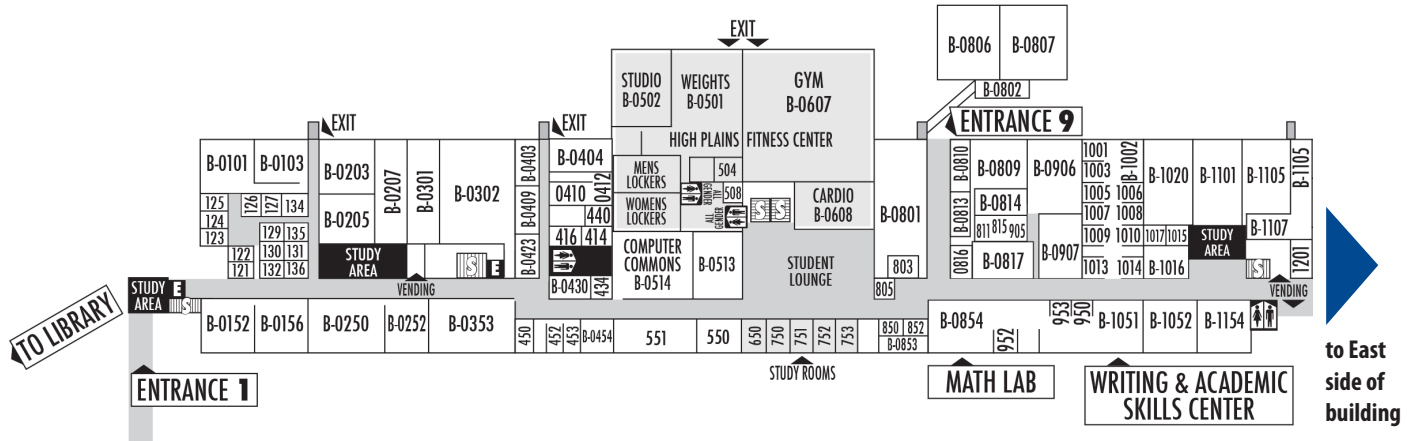 EXIT
B-0806
B-0807
B-0802
STUDIO
B-0502
WEIGHTS
B-0501
GYM
B-0607
HIGH PLAINS FITNESS CENTER
EXIT
EXIT
ENTRANCE 9
B-0101
B-0103
B-0203
B-0205
B-0207
B-0301
B-0302
B-0403
B-0409
B-0423
B-0404
0410
0412
440
416
414
B-0430
434
MENS
LOCKERS
WOMENS
LOCKERS
504
508
ALL
GENDER
ALL
GENDER
S
S
CARDIO
B-0608
COMPUTER
COMMONS
B-0514
B-0513
STUDENT
LOUNGE
B-0801
803
805
B-0810
B-0813
0816
B-0809
B-0814
811
815
905
B-0817
B-0906
B-0907
1001
1003
1005
1007
1009
1013
B-1002
1006
1008
1010
1014
B-1020
1017
1015
B-1016
B-1101
STUDY
AREA
B-1105
B-1105
B-1107
S
1201
VENDING
125
124
123
122
121
126
127
134
129
135
130
131
132
136
STUDY
AREA
S
E
VENDING
STUDY
AREA
E
S
TO LIBRARY
ENTRANCE 1
B-0152
B-0156
B-0250
B-0252
B-0353
450
452
453
B-0454
551
550
650
750
751
752
753
STUDY ROOMS
850
852
B-0853
B-0854
952
953
950
B-1051
B-1052
B-1154
MATH LAB
WRITING & ACADEMIC
SKILLS CENTER
to East
side of
building